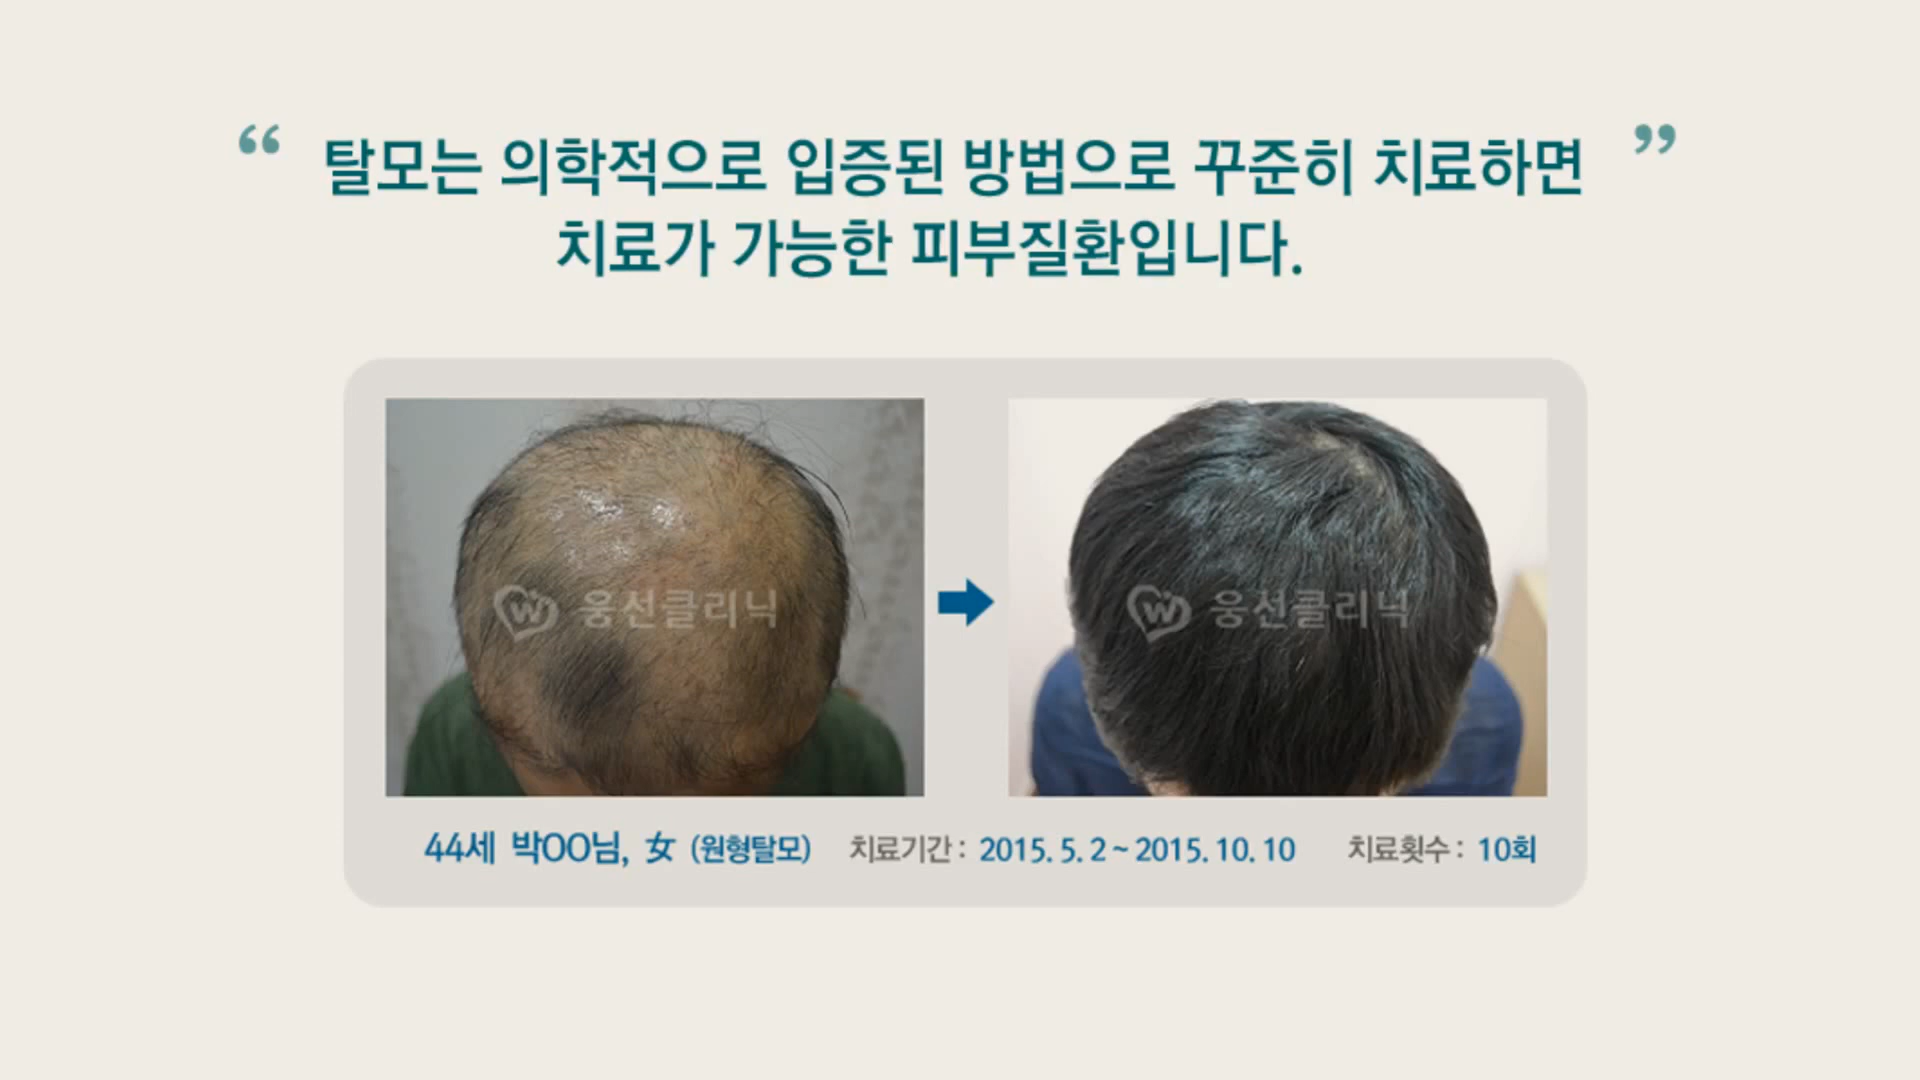 “ 탈모는 의학적으로 입증된 방법으로 꾸준히 치료하면 ”
치료가 가능한 피부질환입니다.
웅선클리닉
웅선클리닉
44세 박OO님, 女 (원형탈모) 치료기간 : 2015. 5. 2 ~ 2015. 10. 10 치료횟수 : 10회